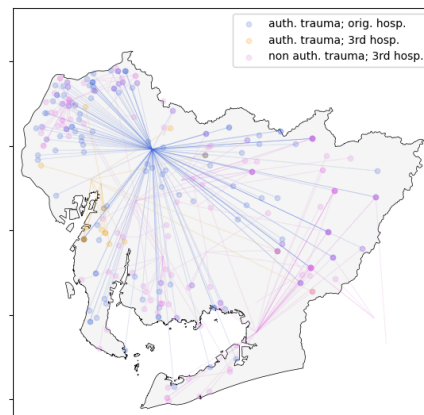 auth. trauma; orig. hosp.
auth. trauma; 3rd hosp.
non auth. trauma; 3rd hosp.